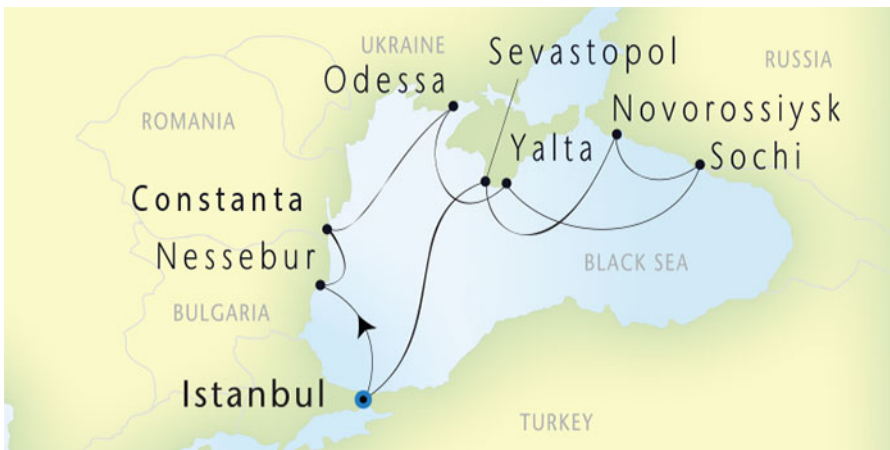 UKRAINE
Sevastopol
RUSSIA
Odessa
Novorossiysk
ROMANIA
Yalta
Sochi
Constanta
Nessebur
BLACK SEA
BULGARIA
Istanbul
TURKEY